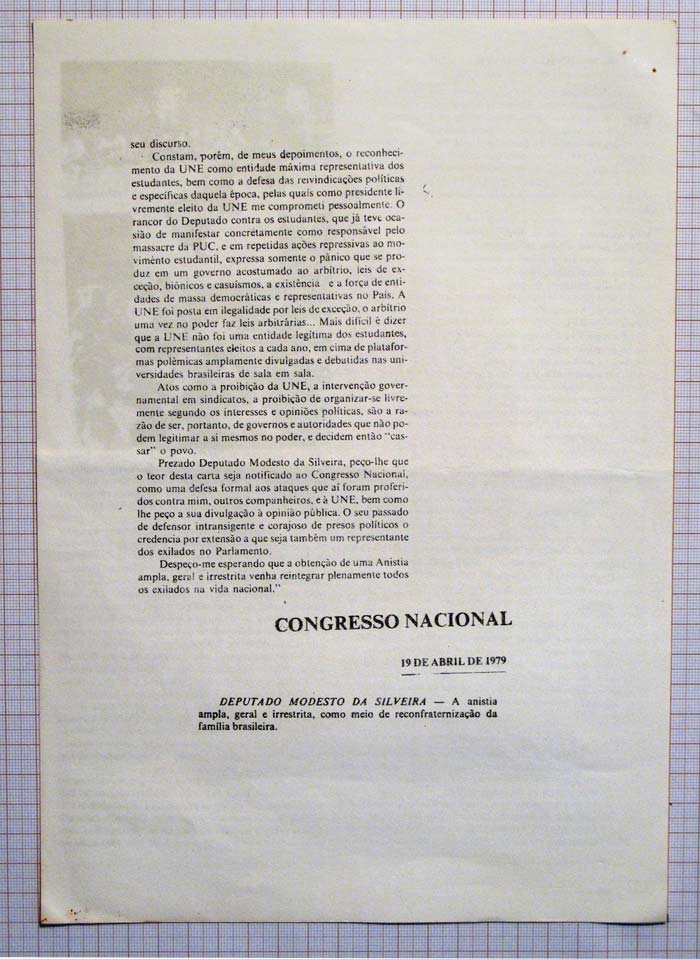 seu discurso.
Constam, porém, de meus depoimentos, o reconheci-
mento da UNE como entidade máxima representativa dos
estudantes, bem como a defesa das reivindicações políticas
e específicas daquela época, pelas quais como presidente li-
vremente eleito da UNE me comprometi pessoalmente. O
rancor do Deputado contra os estudantes, que já teve oca-
sião de manifestar concretamente como responsável pelo
massacre da PUC, e em repetidas ações repressivas ao mo-
vimento estudantil, expressa somente o pânico que se pro-
duz em um governo acostumado ao arbítrio, leis de ex-
ceção, biônicos e casuísmos, a existência e a força de enti-
dades de massa democráticas e representativas no País. A
UNE foi posta em ilegalidade por leis de exceção, o arbítrio
uma vez no poder faz leis arbitrárias... Mais difícil é dizer
que a UNE não foi uma entidade legítima dos estudantes,
com representantes eleitos a cada ano, em cima de platafor-
mas polêmicas amplamente divulgadas e debatidas nas uni-
versidades brasileiras de sala em sala.
Atos como a proibição da UNE, a intervenção gover-
namental em sindicatos, a proibição de organizar-se livre-
mente segundo os interesses e opiniões políticas, são a ra-
zão de ser, portanto, de governos e autoridades que não po-
dem legitimar a si mesmos no poder, e decidem então "cas-
sar" o povo.
Prezado Deputado Modesto da Silveira, peço-lhe que
o teor desta carta seja notificado ao Congresso Nacional,
como uma defesa formal aos ataques que aí foram proferi-
dos contra mim, outros companheiros, e à UNE, bem como
lhe peço a sua divulgação à opinião pública. O seu passado
de defensor intransigente e corajoso de presos políticos o
credencia por extensão a que seja também um representante
dos exilados no Parlamento.
Despeço-me esperando que a obtenção de uma Anistia
ampla, geral e irrestrita venha reintegrar plenamente todos
os exilados na vida nacional."
CONGRESSO NACIONAL
19 DE ABRIL DE 1979
DEPUTADO MODESTO DA SILVEIRA — A anistia
ampla, geral e irrestrita, como meio de reconfraternização da
família brasileira.